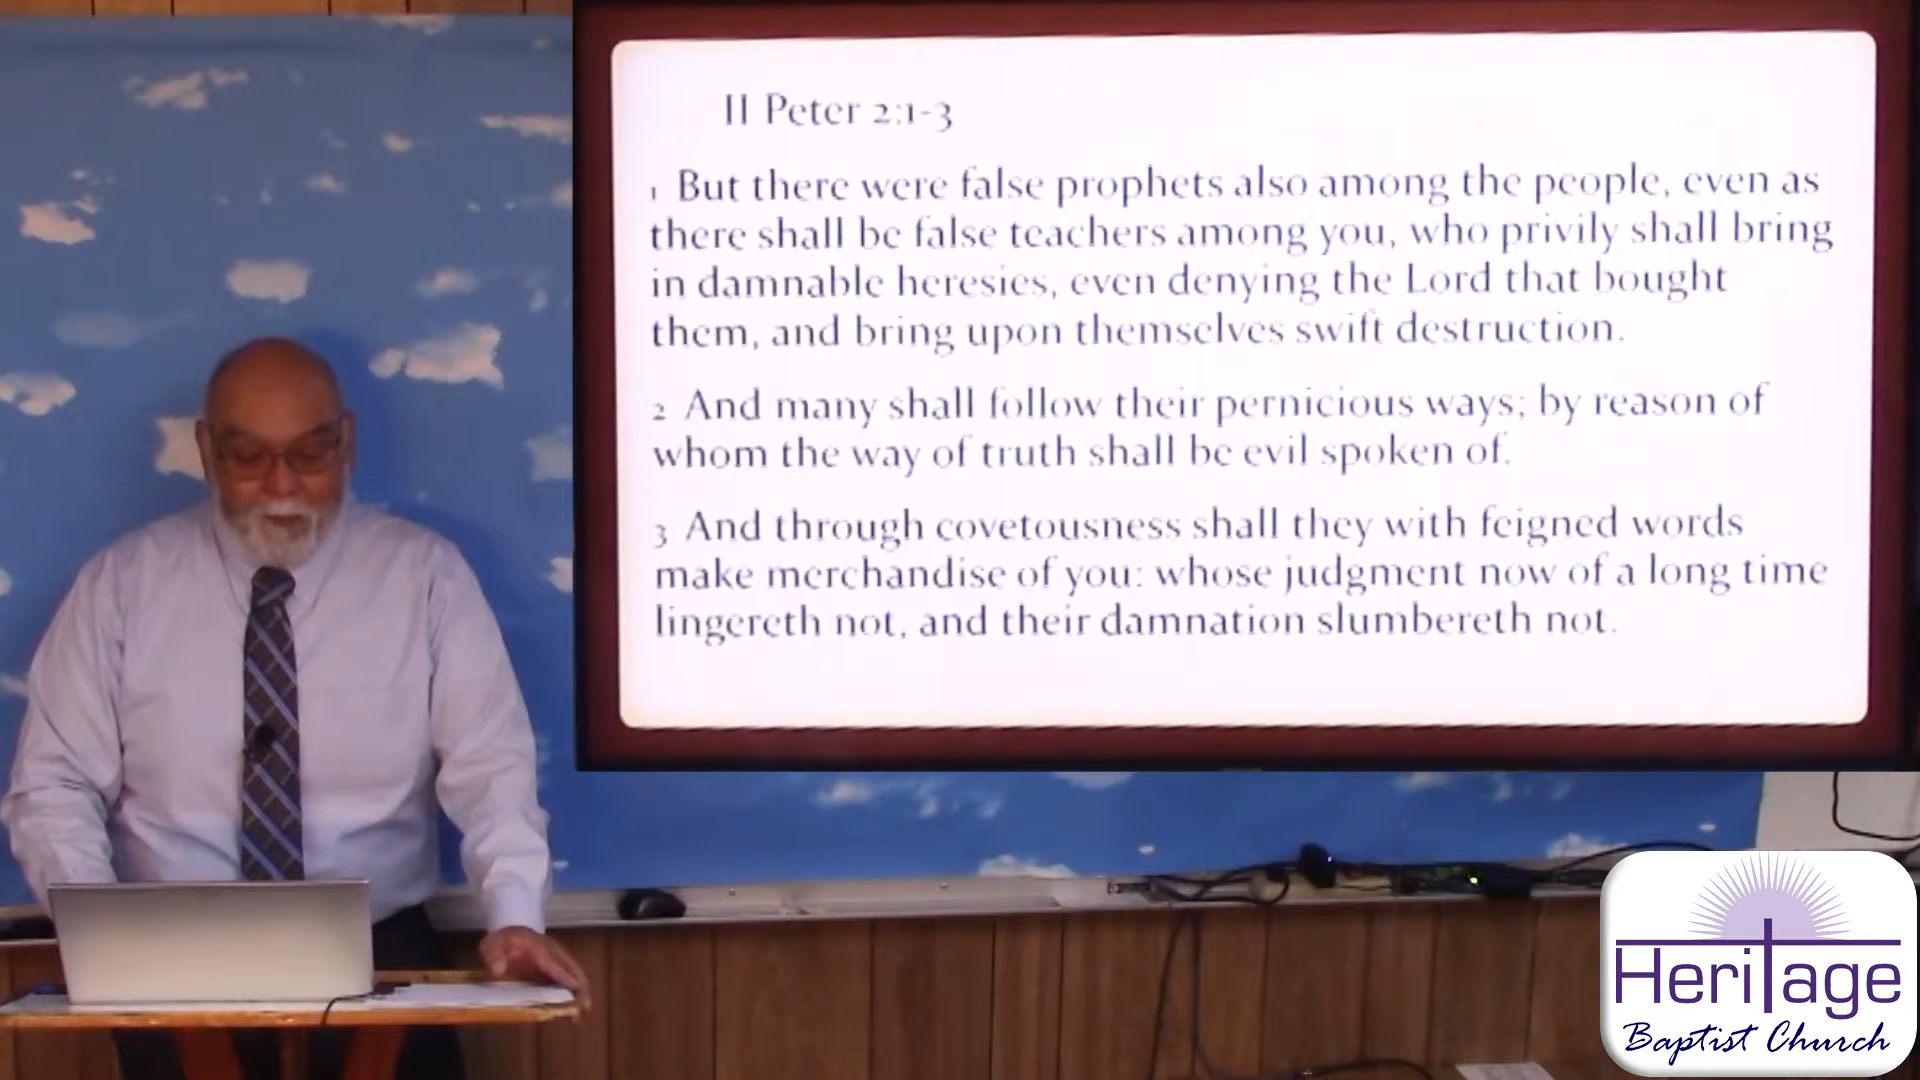 II Peter 2:1-3
1 But there were false prophets also among the people, even as
there shall be false teachers among you, who privily shall bring
in damnable heresies, even denying the Lord that bought
them, and bring upon themselves swift destruction.
2 And many shall follow their pernicious ways; by reason of
whom the way of truth shall be evil spoken of.
3 And through covetousness shall they with feigned words
make merchandise of you: whose judgment now of a long time
lingereth not, and their damnation slumbereth not.
Heritage
Baptist Church